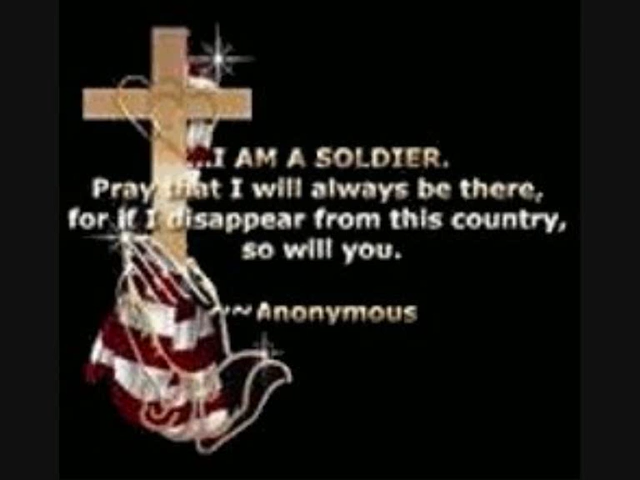 ...I AM A SOLDIER.
Pray that I will always be there,
for if I disappear from this country,
so will you.
~~Anonymous